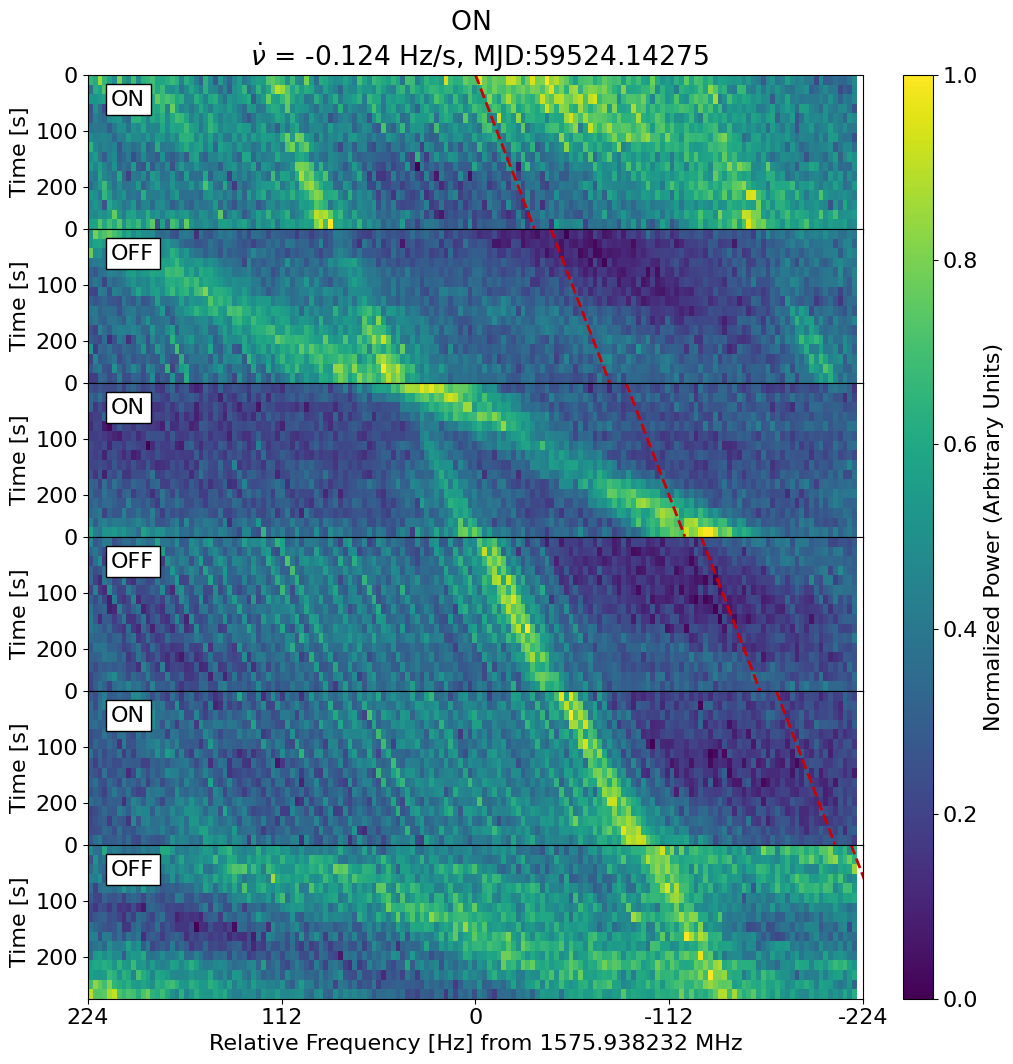 ON
ν̇ = -0.124 Hz/s, MJD:59524.14275
0
ON
100
200
Time [s]
0
OFF
100
200
Time [s]
0
ON
100
200
Time [s]
0
OFF
100
200
Time [s]
0
ON
100
200
Time [s]
0
OFF
100
200
Time [s]
224 112 0 -112 -224
Relative Frequency [Hz] from 1575.938232 MHz
1.0
0.8
0.6
0.4
0.2
0.0
Normalized Power (Arbitrary Units)